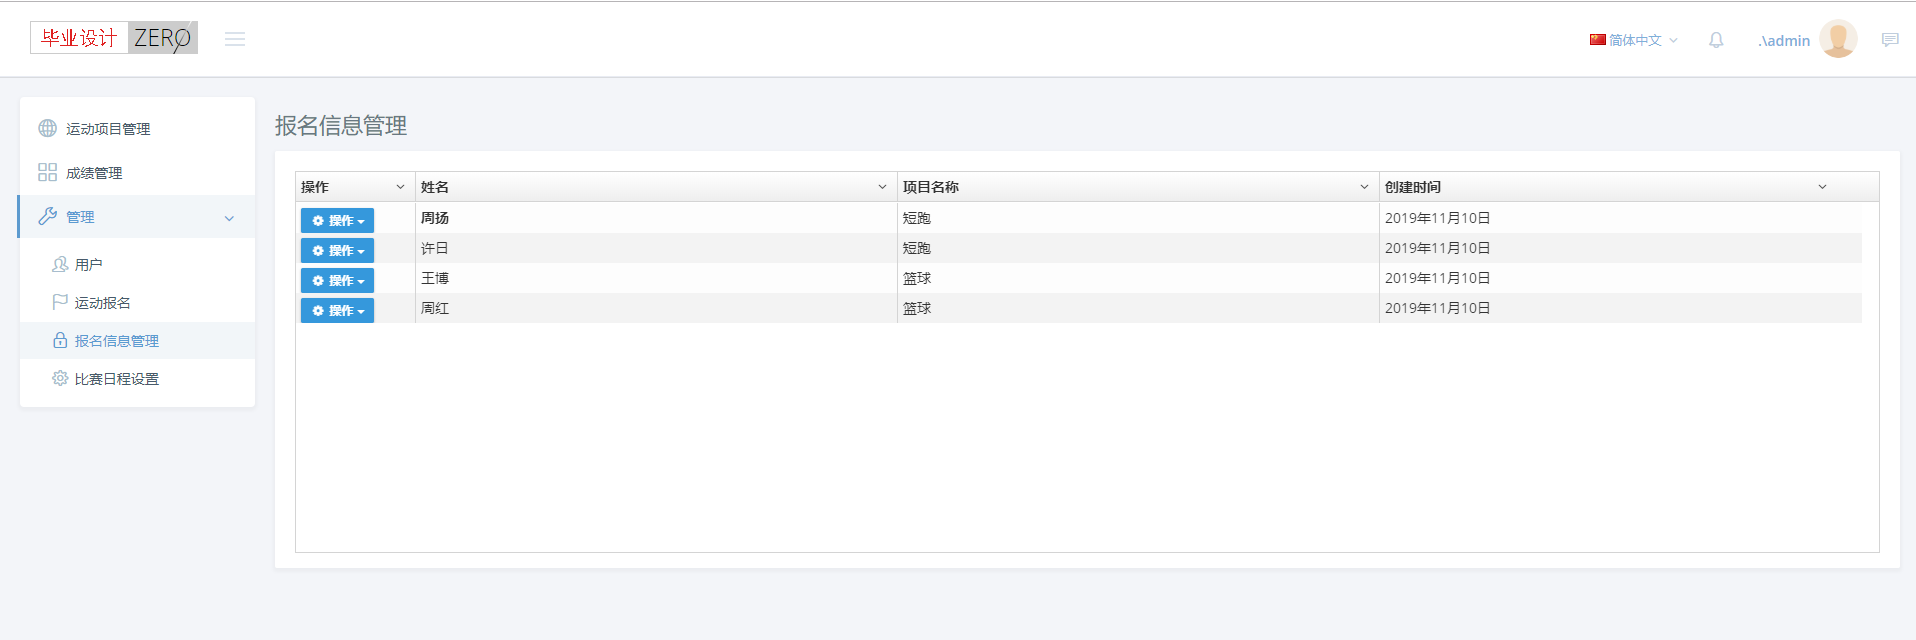 毕业设计 ZERO
简体中文 .\admin
运动项目管理
成绩管理
管理
用户
运动报名
报名信息管理
比赛日程设置
报名信息管理
操作 姓名 项目名称 创建时间
操作 周扬 短跑 2019年11月10日
操作 许日 短跑 2019年11月10日
操作 王博 篮球 2019年11月10日
操作 周红 篮球 2019年11月10日